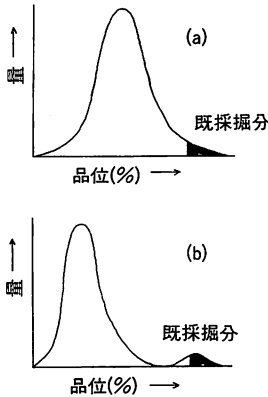 (a)
量 →
既採掘分
品位(%) →
(b)
量 →
既採掘分
品位(%) →